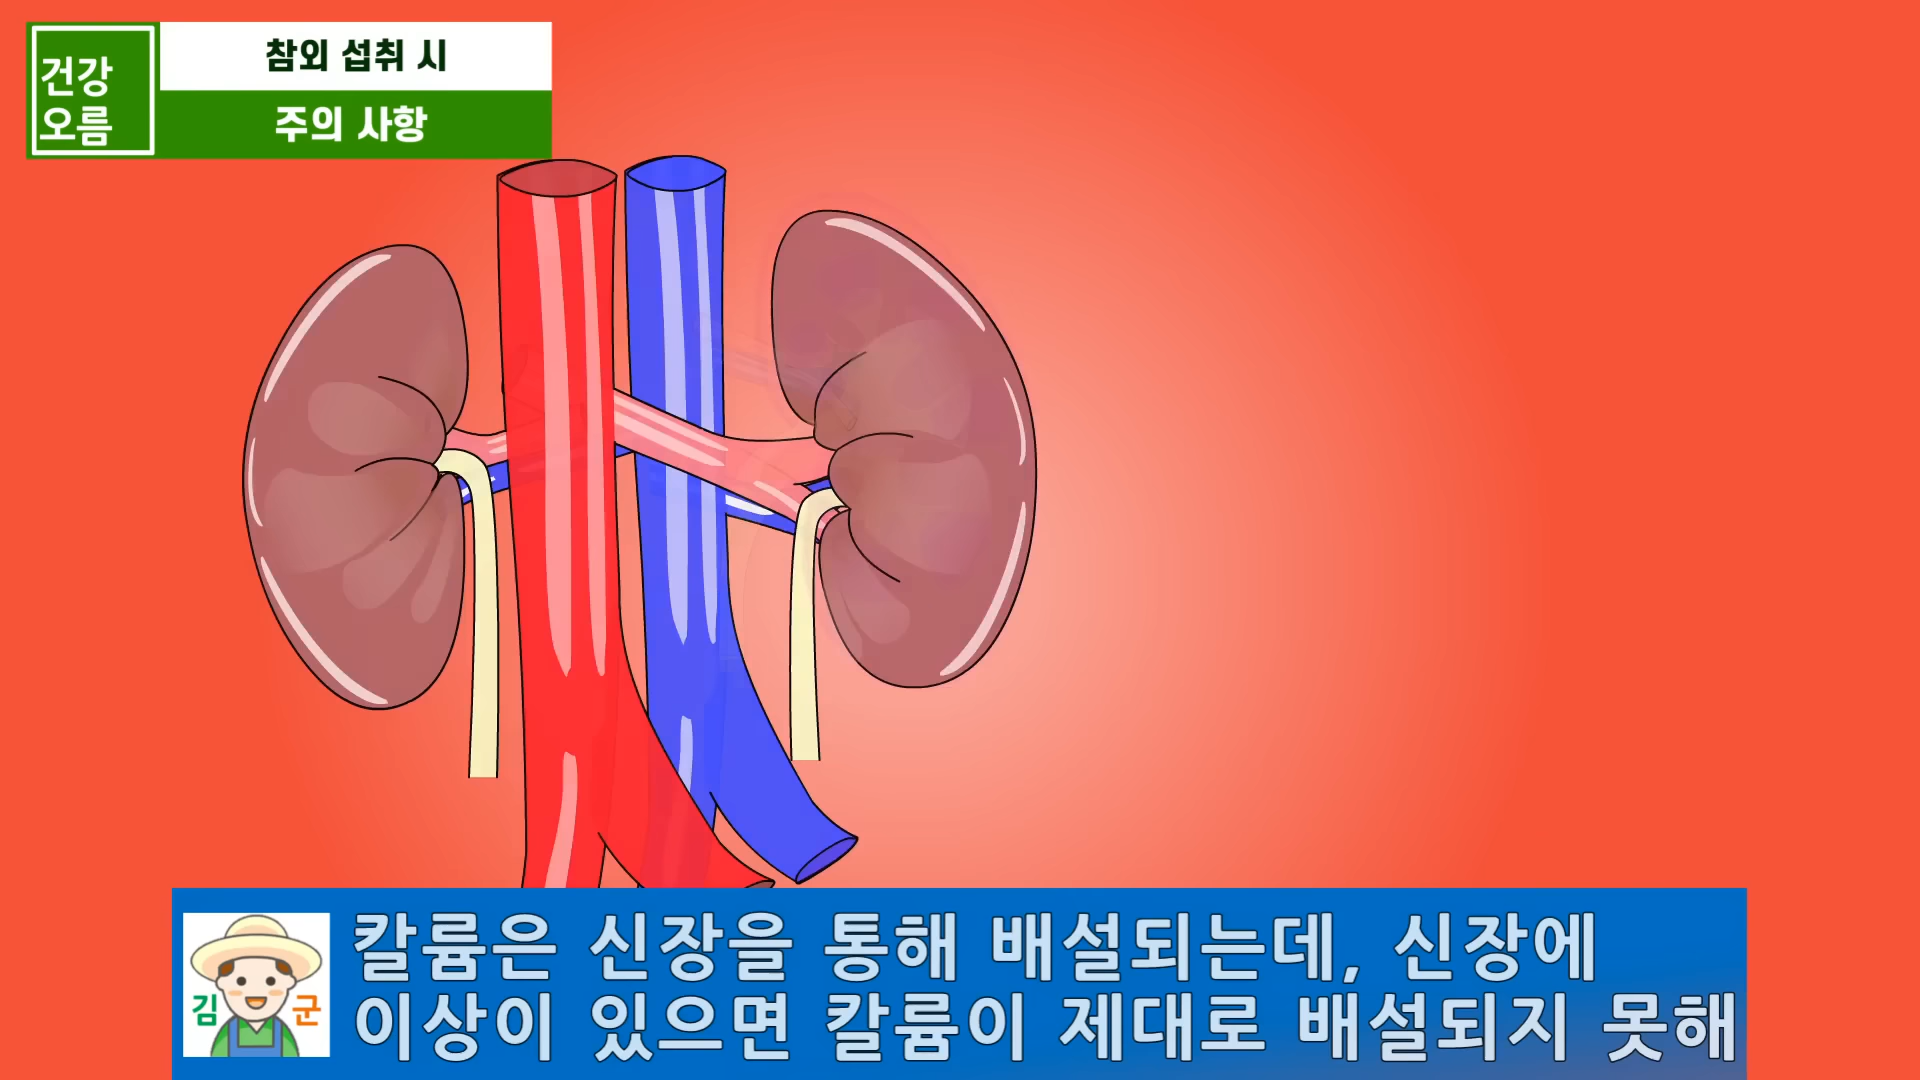 건강
오름
참외 섭취 시
주의 사항
김 군
칼륨은 신장을 통해 배설되는데, 신장에
이상이 있으면 칼륨이 제대로 배설되지 못해